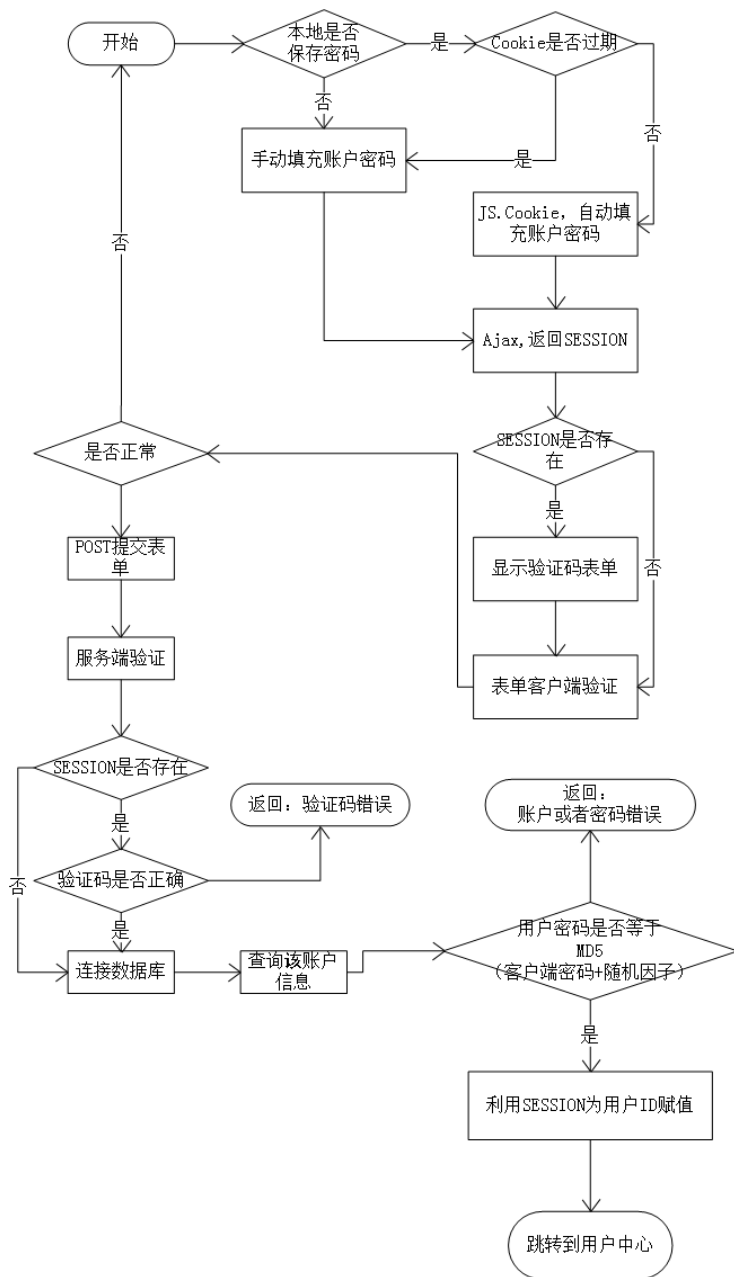 开始
本地是否
保存密码
是
Cookie是否过期
否
手动填充账户密码
是
否
JS.Cookie，自动填
充账户密码
否
Ajax,返回SESSION
是否正常
SESSION是否存
在
是
POST提交表
单
显示验证码表单
否
服务端验证
表单客户端验证
SESSION是否存在
返回：验证码错误
返回：
账户或者密码错误
是
验证码是否正确
否
是
用户密码是否等于
MD5
（客户端密码+随机因子）
连接数据库
查询该账户
信息
是
利用SESSION为用户ID赋值
跳转到用户中心